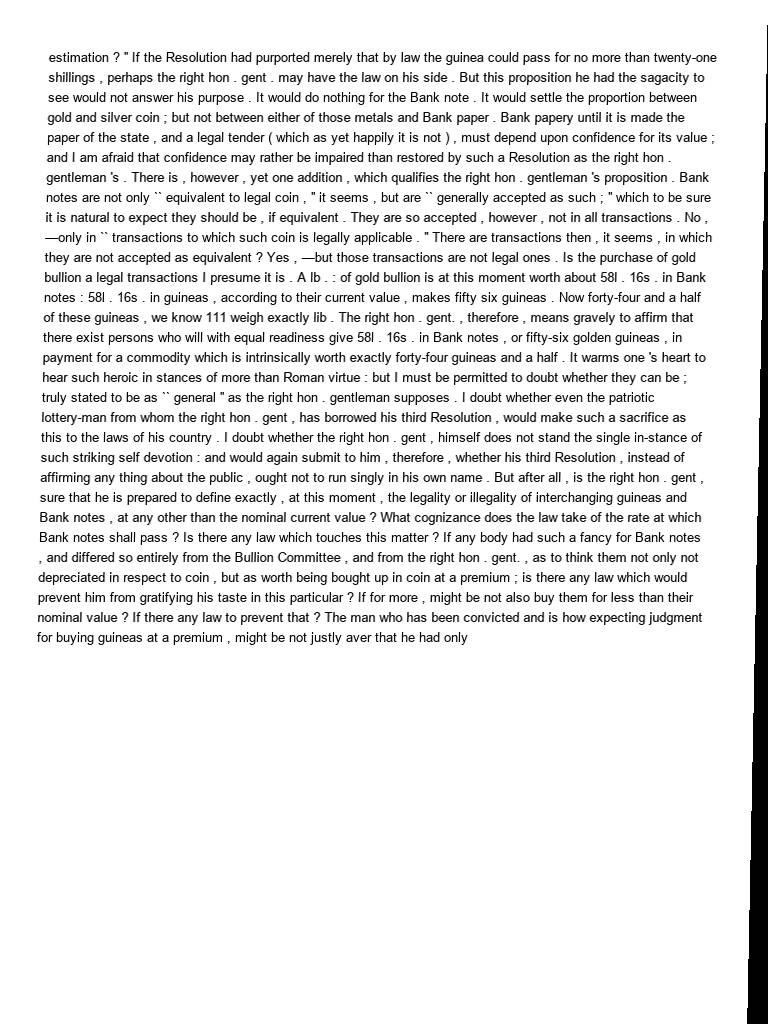 estimation ? " If the Resolution had purported merely that by law the guinea could pass for no more than twenty-one
shillings , perhaps the right hon . gent . may have the law on his side . But this proposition he had the sagacity to
see would not answer his purpose . It would do nothing for the Bank note . It would settle the proportion between
gold and silver coin ; but not between either of those metals and Bank paper . Bank papery until it is made the
paper of the state , and a legal tender ( which as yet happily it is not ) , must depend upon confidence for its value ;
and I am afraid that confidence may rather be impaired than restored by such a Resolution as the right hon .
gentleman 's . There is , however , yet one addition , which qualifies the right hon . gentleman 's proposition . Bank
notes are not only `` equivalent to legal coin , " it seems , but are `` generally accepted as such ; " which to be sure
it is natural to expect they should be , if equivalent . They are so accepted , however , not in all transactions . No ,
—only in `` transactions to which such coin is legally applicable . " There are transactions then , it seems , in which
they are not accepted as equivalent ? Yes , —but those transactions are not legal ones . Is the purchase of gold
bullion a legal transactions I presume it is . A lb . : of gold bullion is at this moment worth about 58l . 16s . in Bank
notes : 58l . 16s . in guineas , according to their current value , makes fifty six guineas . Now forty-four and a half
of these guineas , we know 111 weigh exactly lib . The right hon . gent. , therefore , means gravely to affirm that
there exist persons who will with equal readiness give 58l . 16s . in Bank notes , or fifty-six golden guineas , in
payment for a commodity which is intrinsically worth exactly forty-four guineas and a half . It warms one 's heart to
hear such heroic in stances of more than Roman virtue : but I must be permitted to doubt whether they can be ;
truly stated to be as `` general " as the right hon . gentleman supposes . I doubt whether even the patriotic
lottery-man from whom the right hon . gent , has borrowed his third Resolution , would make such a sacrifice as
this to the laws of his country . I doubt whether the right hon . gent , himself does not stand the single in-stance of
such striking self devotion : and would again submit to him , therefore , whether his third Resolution , instead of
affirming any thing about the public , ought not to run singly in his own name . But after all , is the right hon . gent ,
sure that he is prepared to define exactly , at this moment , the legality or illegality of interchanging guineas and
Bank notes , at any other than the nominal current value ? What cognizance does the law take of the rate at which
Bank notes shall pass ? Is there any law which touches this matter ? If any body had such a fancy for Bank notes
, and differed so entirely from the Bullion Committee , and from the right hon . gent. , as to think them not only not
depreciated in respect to coin , but as worth being bought up in coin at a premium ; is there any law which would
prevent him from gratifying his taste in this particular ? If for more , might be not also buy them for less than their
nominal value ? If there any law to prevent that ? The man who has been convicted and is how expecting judgment
for buying guineas at a premium , might be not justly aver that he had only